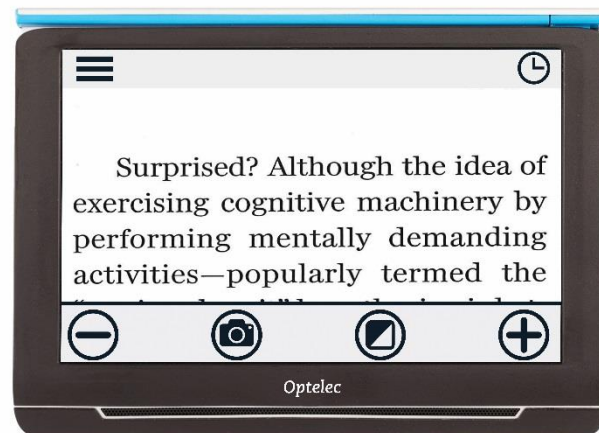 Surprised? Although the idea of
exercising cognitive machinery by
performing mentally demanding
activities—popularly termed the
Optelec